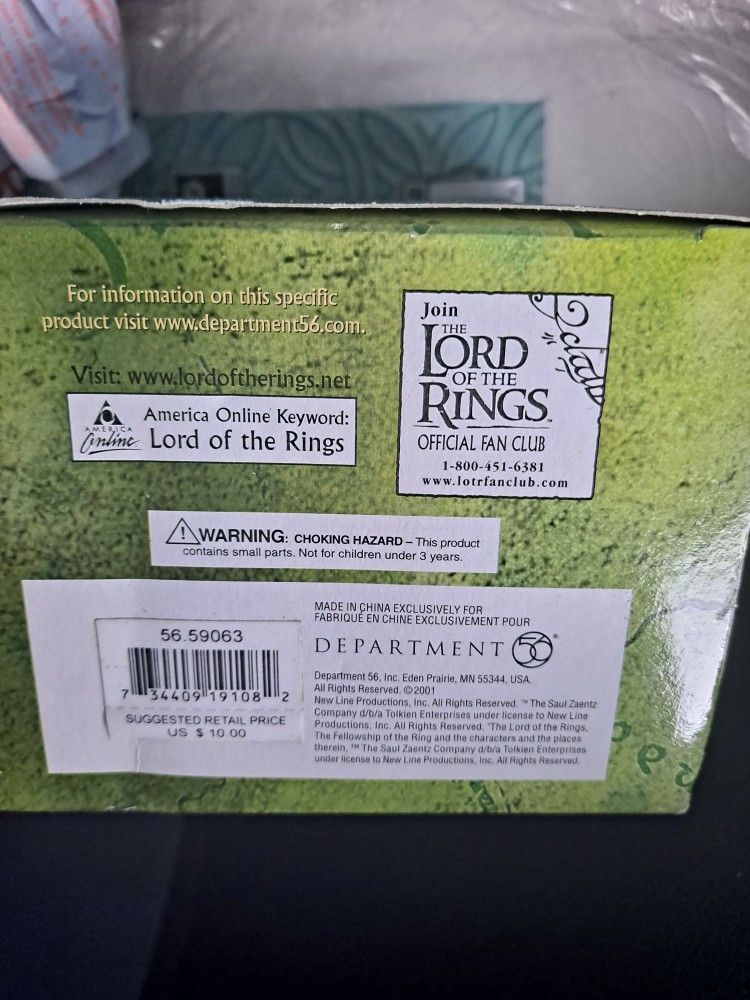 For information on this specific
product visit www.department56.com.
Visit: www.lordoftherings.net
AMERICA
Online
America Online Keyword:
Lord of the Rings
Join
THE
LORD
OF THE
RINGS™
OFFICIAL FAN CLUB
1-800-451-6381
www.lotrfanclub.com
WARNING: CHOKING HAZARD – This product
contains small parts. Not for children under 3 years.
56.59063
7 34409 19108 2
SUGGESTED RETAIL PRICE
US $ 10.00
MADE IN CHINA EXCLUSIVELY FOR
FABRIQUÉ EN CHINE EXCLUSIVEMENT POUR
DEPARTMENT 56®
Department 56, Inc. Eden Prairie, MN 55344, USA.
All Rights Reserved. ©2001
New Line Productions, Inc. All Rights Reserved. ™ The Saul Zaentz
Company d/b/a Tolkien Enterprises under license to New Line
Productions, Inc. All Rights Reserved. "The Lord of the Rings,
The Fellowship of the Ring and the characters and the places
therein, ™ The Saul Zaentz Company d/b/a Tolkien Enterprises
under license to New Line Productions, Inc. All Rights Reserved.